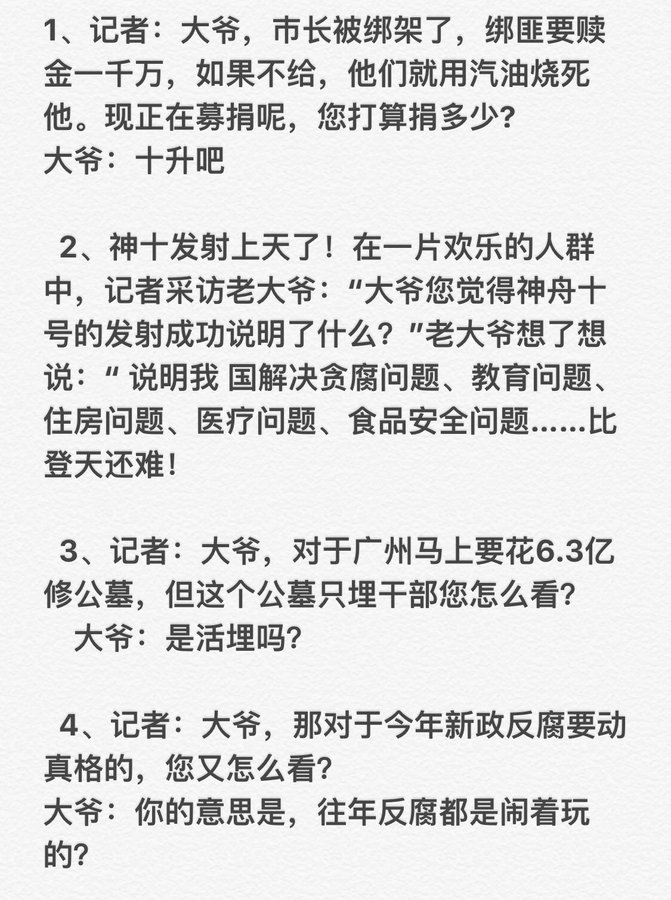 1、记者：大爷，市长被绑架了，绑匪要赎
金一千万，如果不给，他们就用汽油烧死
他。现正在募捐呢，您打算捐多少?
大爷：十升吧
2、神十发射上天了！在一片欢乐的人群
中，记者采访老大爷：“大爷您觉得神舟十
号的发射成功说明了什么？”老大爷想了想
说：“ 说明我 国解决贪腐问题、教育问题、
住房问题、医疗问题、食品安全问题……比
登天还难！
3、记者：大爷，对于广州马上要花6.3亿
修公墓，但这个公墓只埋干部您怎么看？
大爷：是活埋吗？
4、记者：大爷，那对于今年新政反腐要动
真格的，您又怎么看？
大爷：你的意思是，往年反腐都是闹着玩
的？